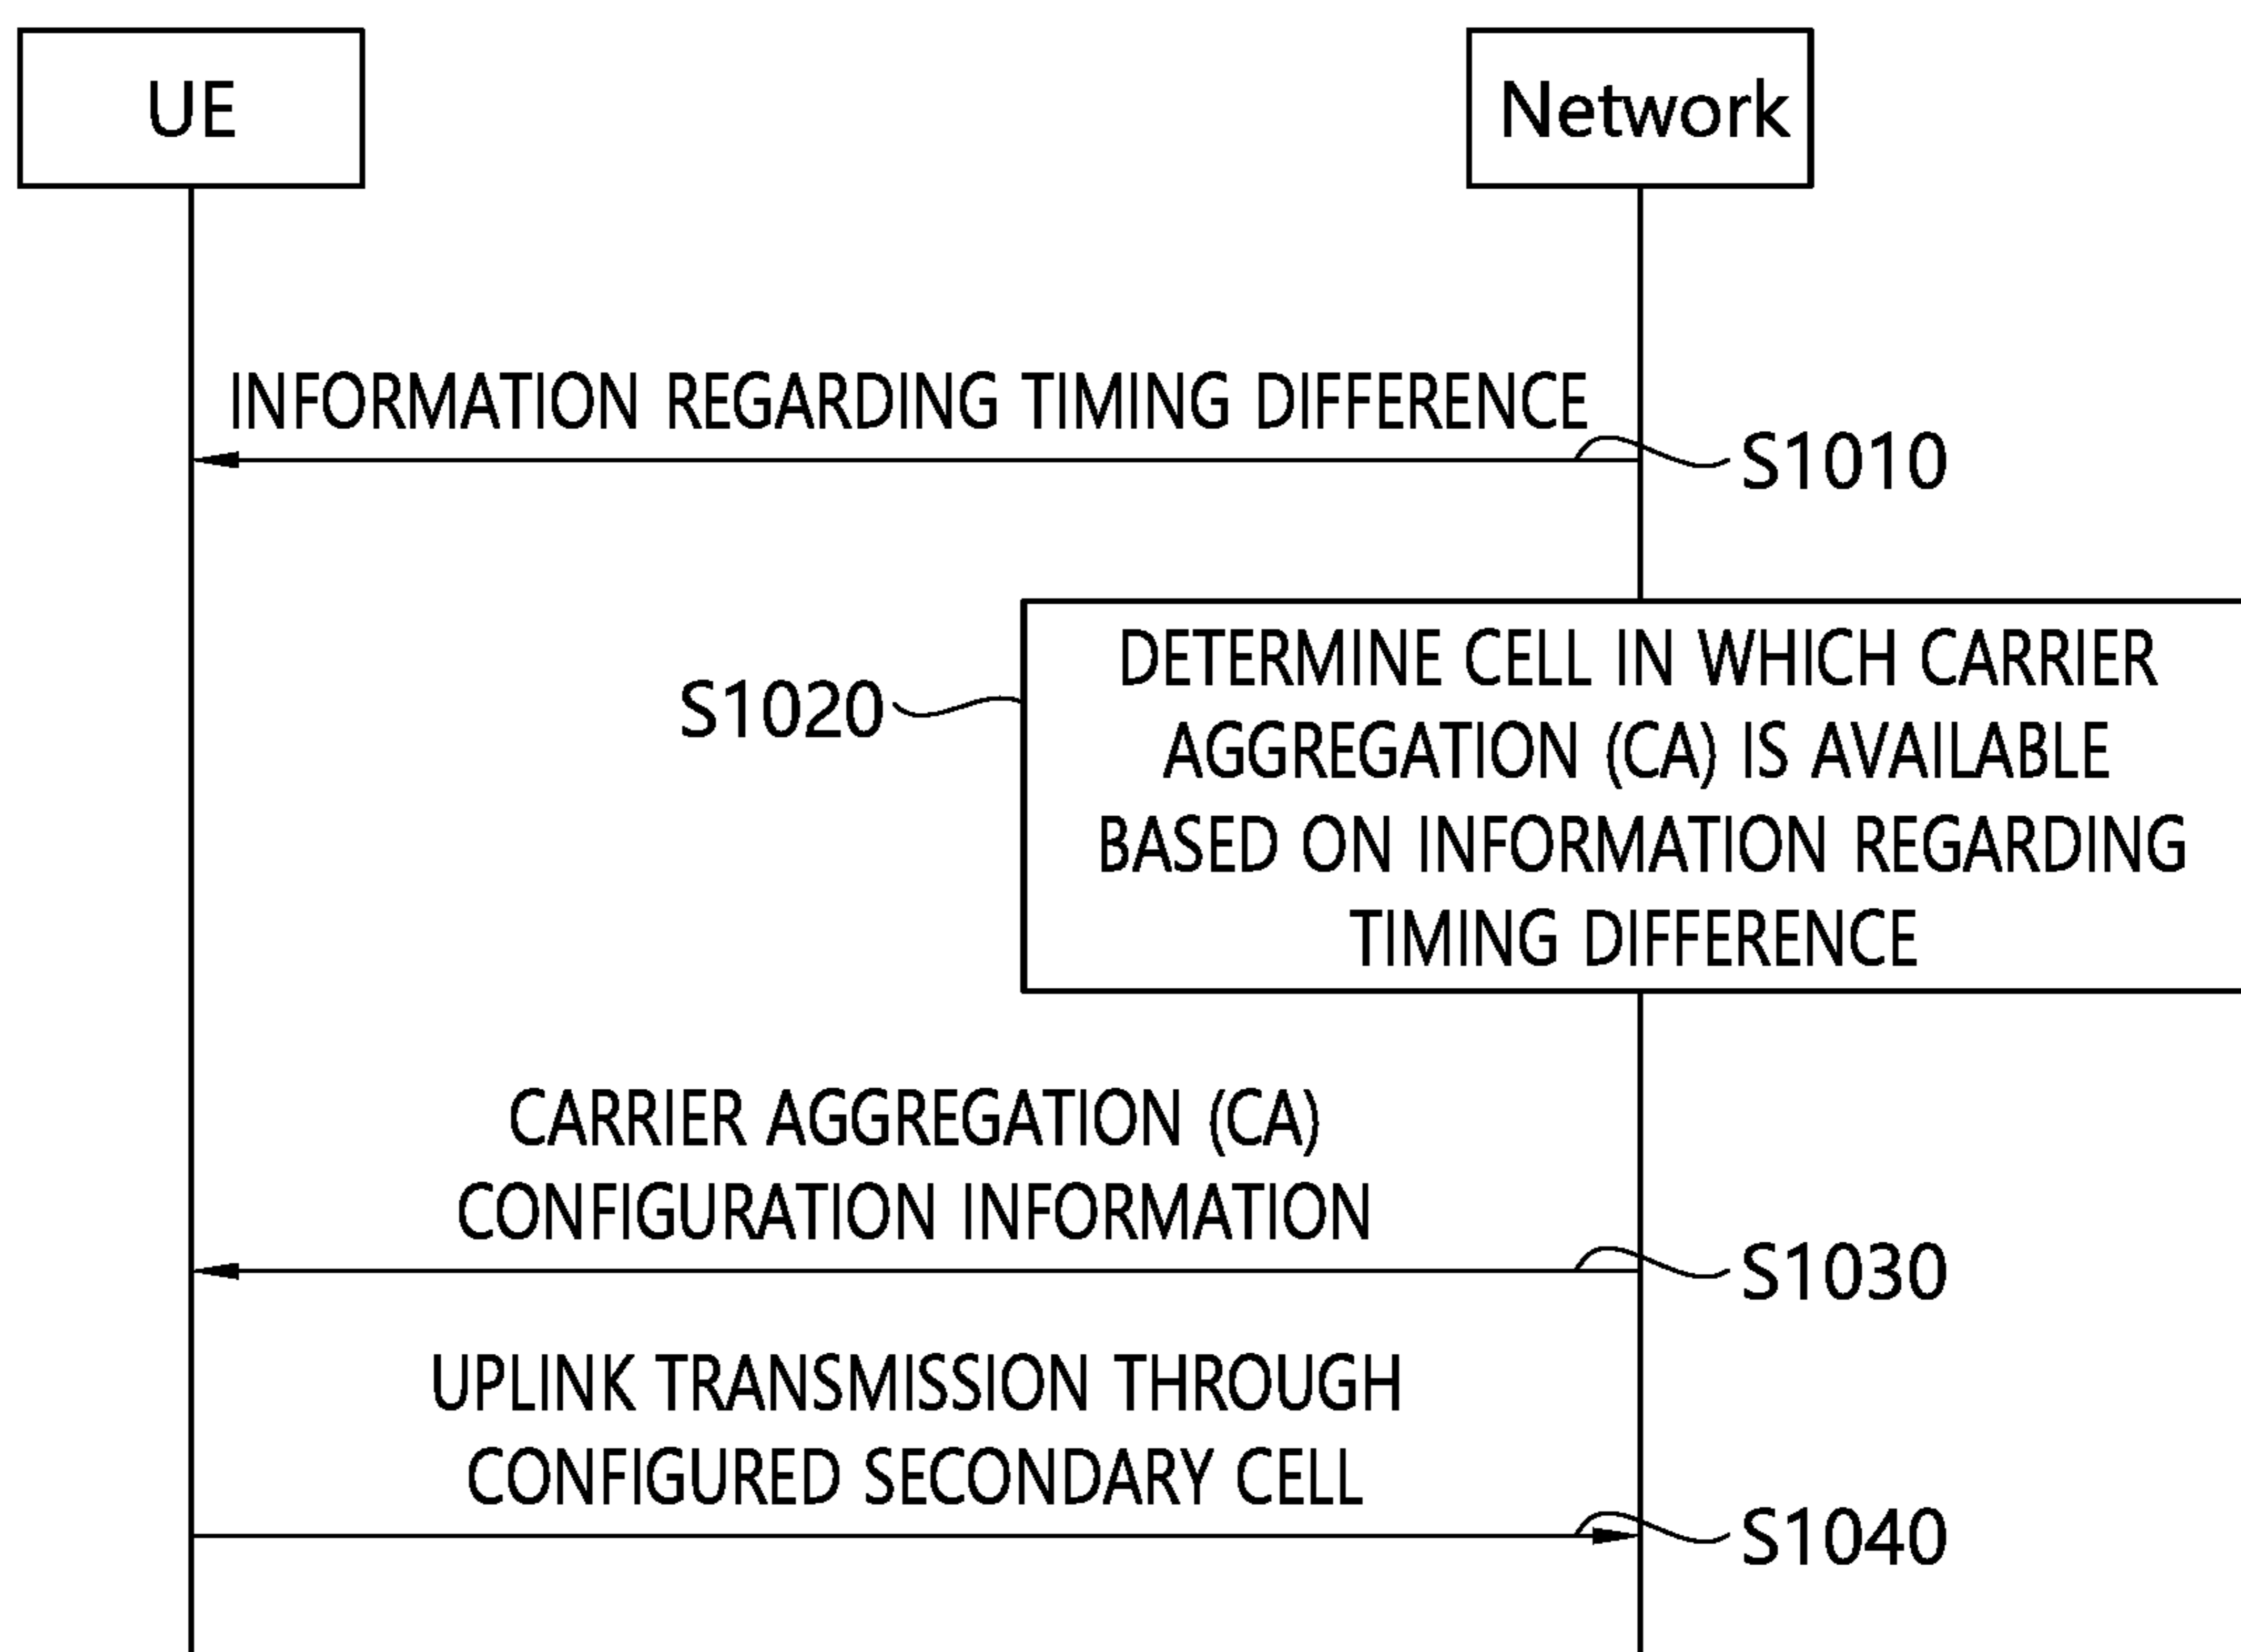 UE
Network
INFORMATION REGARDING TIMING DIFFERENCE
S1010
S1020
DETERMINE CELL IN WHICH CARRIER
AGGREGATION (CA) IS AVAILABLE
BASED ON INFORMATION REGARDING
TIMING DIFFERENCE
CARRIER AGGREGATION (CA)
CONFIGURATION INFORMATION
S1030
UPLINK TRANSMISSION THROUGH
CONFIGURED SECONDARY CELL
S1040